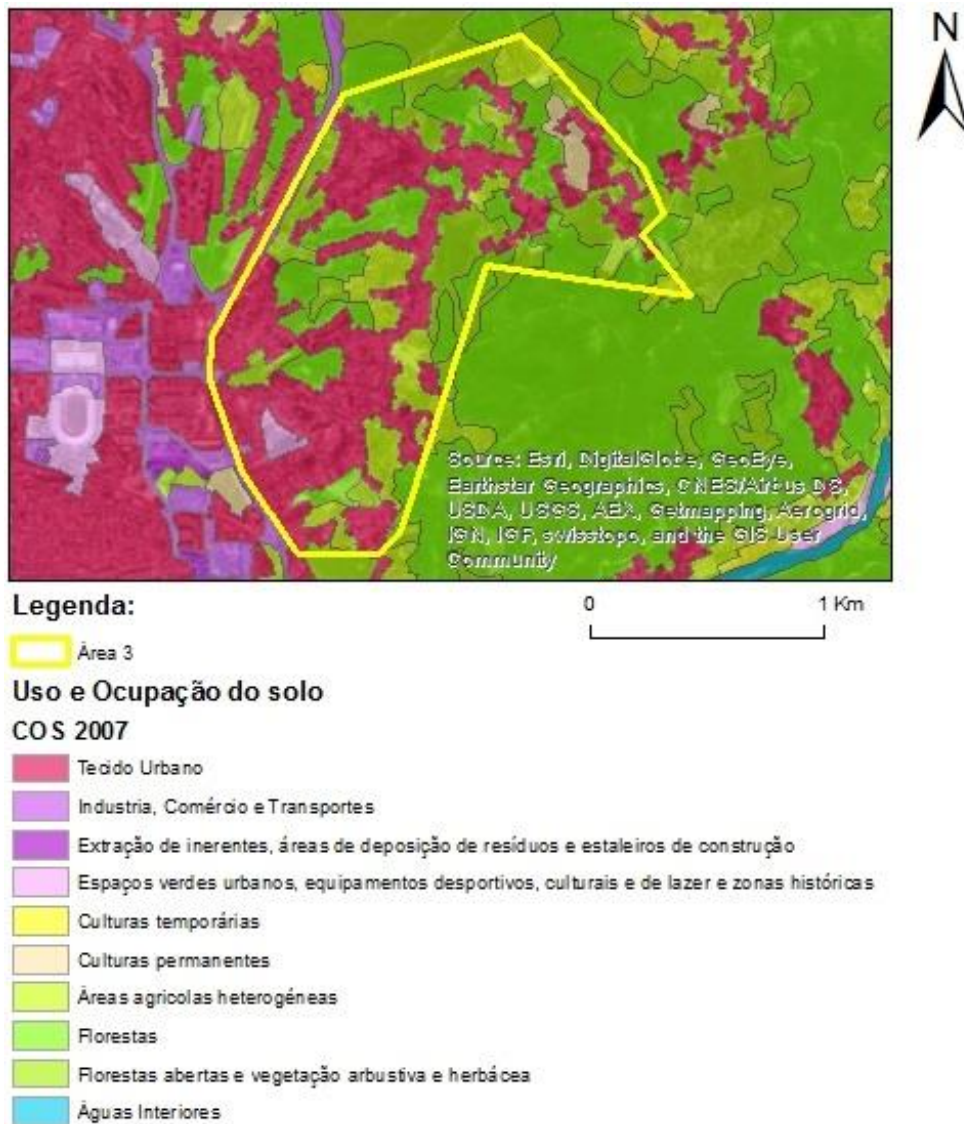 N
Source: Esri, DigitalGlobe, GeoEye,
Earthstar Geographics, CNES/Airbus DS,
USDA, USGS, AEX, Getmapping, Aerogrid,
IGN, IGP, swisstopo, and the GIS User
Community
Legenda:
0 1 Km
Área 3
Uso e Ocupação do solo
COS 2007
Tecido Urbano
Industria, Comércio e Transportes
Extração de inerentes, áreas de deposição de resíduos e estaleiros de construção
Espaços verdes urbanos, equipamentos desportivos, culturais e de lazer e zonas históricas
Culturas temporárias
Culturas permanentes
Áreas agricolas heterogéneas
Florestas
Florestas abertas e vegetação arbustiva e herbácea
Águas Interiores